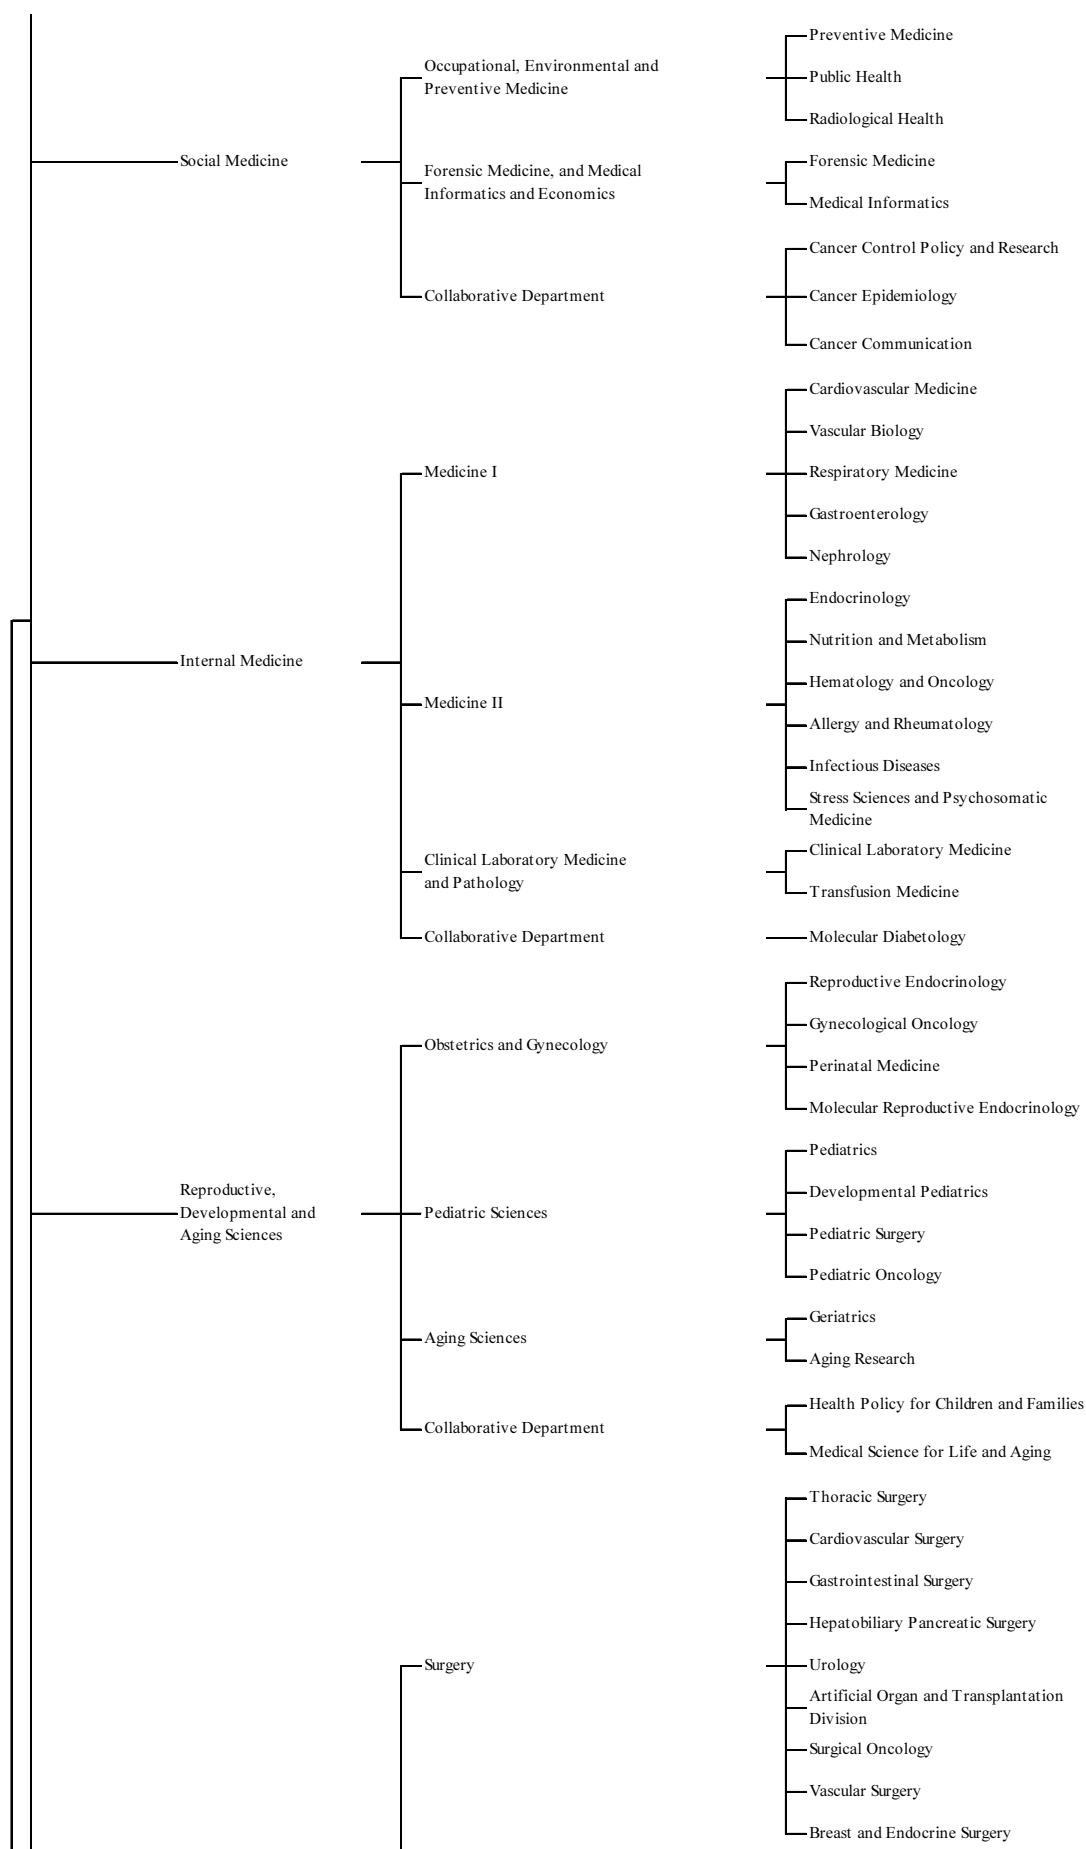 Preventive Medicine
Occupational, Environmental and
Preventive Medicine
Public Health
Radiological Health
Social Medicine
Forensic Medicine, and Medical
Informatics and Economics
Forensic Medicine
Medical Informatics
Cancer Control Policy and Research
Collaborative Department
Cancer Epidemiology
Cancer Communication
Cardiovascular Medicine
Vascular Biology
Medicine I
Respiratory Medicine
Gastroenterology
Nephrology
Endocrinology
Nutrition and Metabolism
Internal Medicine
Hematology and Oncology
Medicine II
Allergy and Rheumatology
Infectious Diseases
Stress Sciences and Psychosomatic
Medicine
Clinical Laboratory Medicine
and Pathology
Clinical Laboratory Medicine
Transfusion Medicine
Collaborative Department
Molecular Diabetology
Reproductive Endocrinology
Gynecological Oncology
Obstetrics and Gynecology
Perinatal Medicine
Molecular Reproductive Endocrinology
Pediatrics
Developmental Pediatrics
Reproductive,
Developmental and
Aging Sciences
Pediatric Sciences
Pediatric Surgery
Pediatric Oncology
Geriatrics
Aging Sciences
Aging Research
Health Policy for Children and Families
Collaborative Department
Medical Science for Life and Aging
Thoracic Surgery
Cardiovascular Surgery
Gastrointestinal Surgery
Hepatobiliary Pancreatic Surgery
Surgery
Urology
Artificial Organ and Transplantation
Division
Surgical Oncology
Vascular Surgery
Breast and Endocrine Surgery